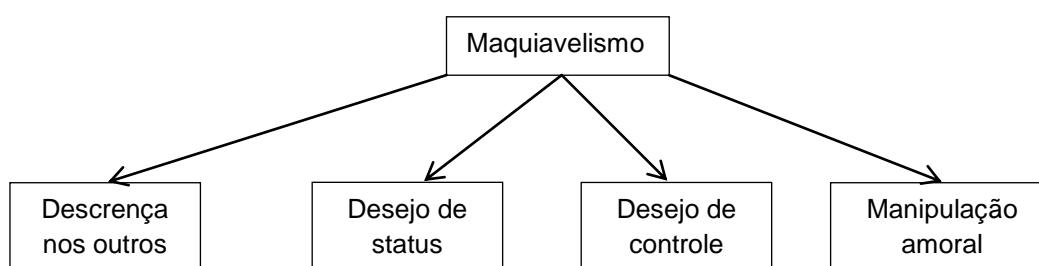 Maquiavelismo
Descrença
nos outros
Desejo de
status
Desejo de
controle
Manipulação
amoral